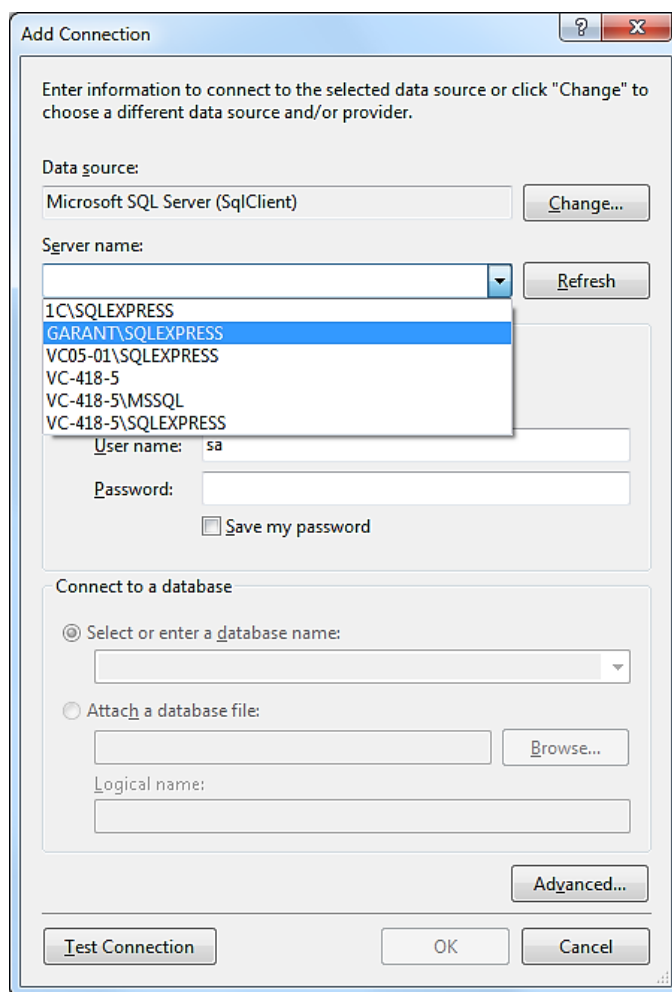 Add Connection
Enter information to connect to the selected data source or click "Change" to
choose a different data source and/or provider.
Data source:
Microsoft SQL Server (SqlClient)
Change...
Server name:
Refresh
1C\SQLEXPRESS
GARANT\SQLEXPRESS
VC05-01\SQLEXPRESS
VC-418-5
VC-418-5\MSSQL
VC-418-5\SQLEXPRESS
User name: sa
Password:
Save my password
Connect to a database
Select or enter a database name:
Attach a database file:
Browse...
Logical name:
Advanced...
Test Connection
OK
Cancel